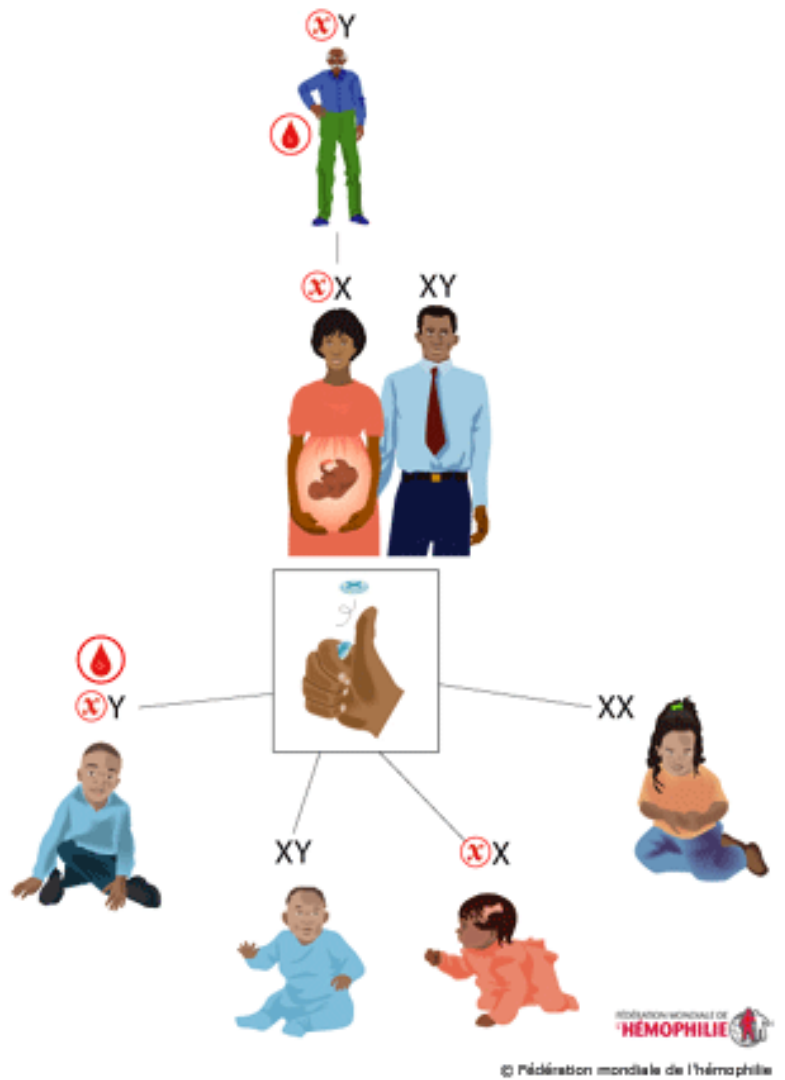 xY
xX XY
xY
XX
XY
xX
FÉDÉRATION MONDIALE DE
L'HÉMOPHILIE
© Fédération mondiale de l'hémophilie